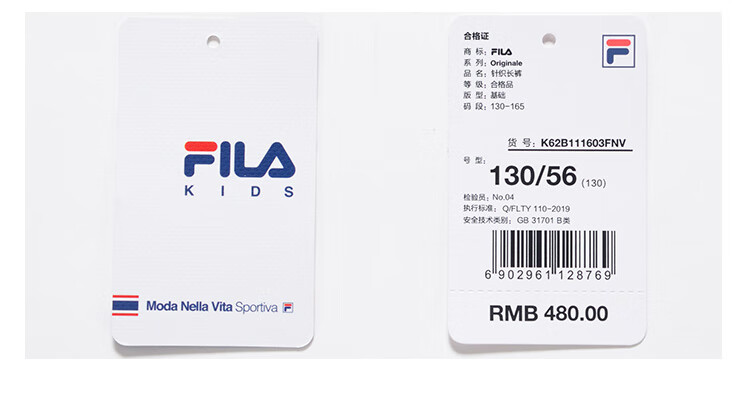 FILA
KIDS
Moda Nella Vita Sportiva
合格证
商 标: FILA
系 列: Originale
品 名: 针织长裤
等 级: 合格品
版 型: 基础
码 段: 130-165
货 号: K62B111603FNV
号 型:
130/56 (130)
检验员: No.04
执行标准: Q/FLTY 110-2019
安全技术类别: GB 31701 B类
6 902961 128769
RMB 480.00